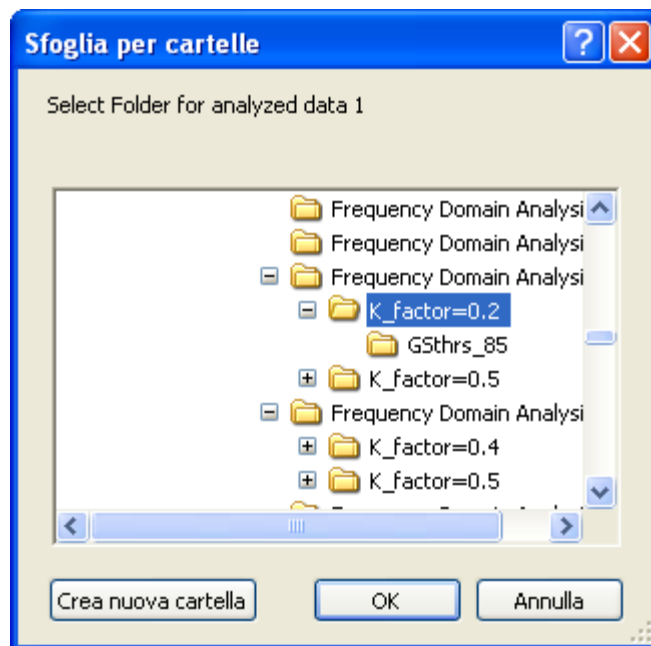 Sfoglia per cartelle
Select Folder for analyzed data 1
Frequency Domain Analysi
Frequency Domain Analysi
Frequency Domain Analysi
K_factor=0.2
GSthrs_85
K_factor=0.5
Frequency Domain Analysi
K_factor=0.4
K_factor=0.5
Crea nuova cartella
OK
Annulla